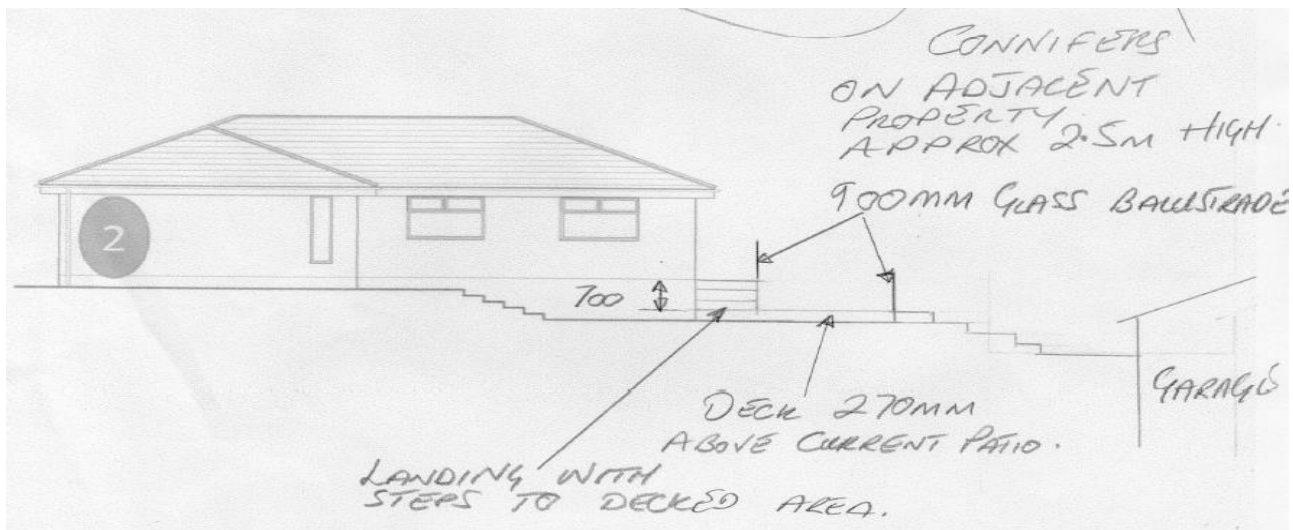 CONNIFERS
ON ADJACENT
PROPERTY.
APPROX 2.5M HIGH.
900MM GLASS BALUSTRADE
2
700
DECK 270MM
ABOVE CURRENT PATIO.
GARAGE
LANDING WITH
STEPS TO DECKED AREA.